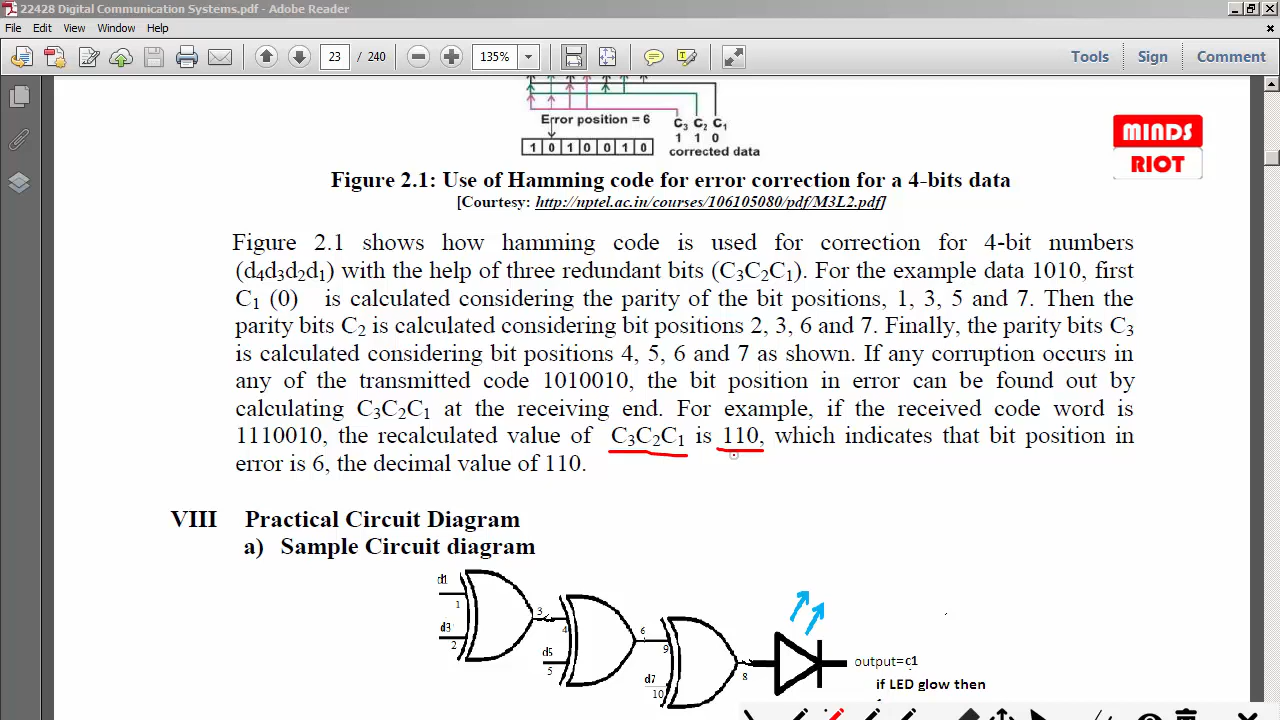 22428 Digital Communication Systems.pdf - Adobe Reader
File Edit View Window Help
23 / 240 135% Tools Sign Comment
Error position = 6
C3 C2 C1
1 1 0
1 0 1 0 0 1 0
corrected data
MINDS
RIOT
Figure 2.1: Use of Hamming code for error correction for a 4-bits data
[Courtesy: http://nptel.ac.in/courses/106105080/pdf/M3L2.pdf]
Figure 2.1 shows how hamming code is used for correction for 4-bit numbers
(d4d3d2d1) with the help of three redundant bits (C3C2C1). For the example data 1010, first
C1 (0) is calculated considering the parity of the bit positions, 1, 3, 5 and 7. Then the
parity bits C2 is calculated considering bit positions 2, 3, 6 and 7. Finally, the parity bits C3
is calculated considering bit positions 4, 5, 6 and 7 as shown. If any corruption occurs in
any of the transmitted code 1010010, the bit position in error can be found out by
calculating C3C2C1 at the receiving end. For example, if the received code word is
1110010, the recalculated value of C3C2C1 is 110, which indicates that bit position in
error is 6, the decimal value of 110.
VIII Practical Circuit Diagram
a) Sample Circuit diagram
d1
1
d3
2
3
4
d5
5
6
9
d7
10
8
output=c1
if LED glow then